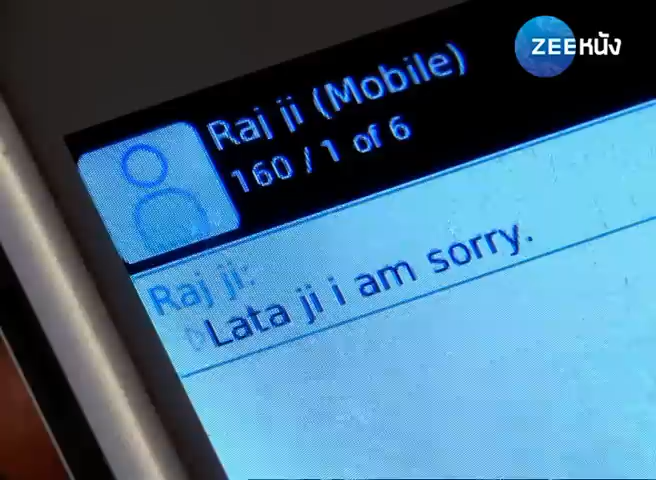 ZEEหนัง
Raj ji (Mobile)
160 / 1 of 6
Raj ji:
Lata ji i am sorry.